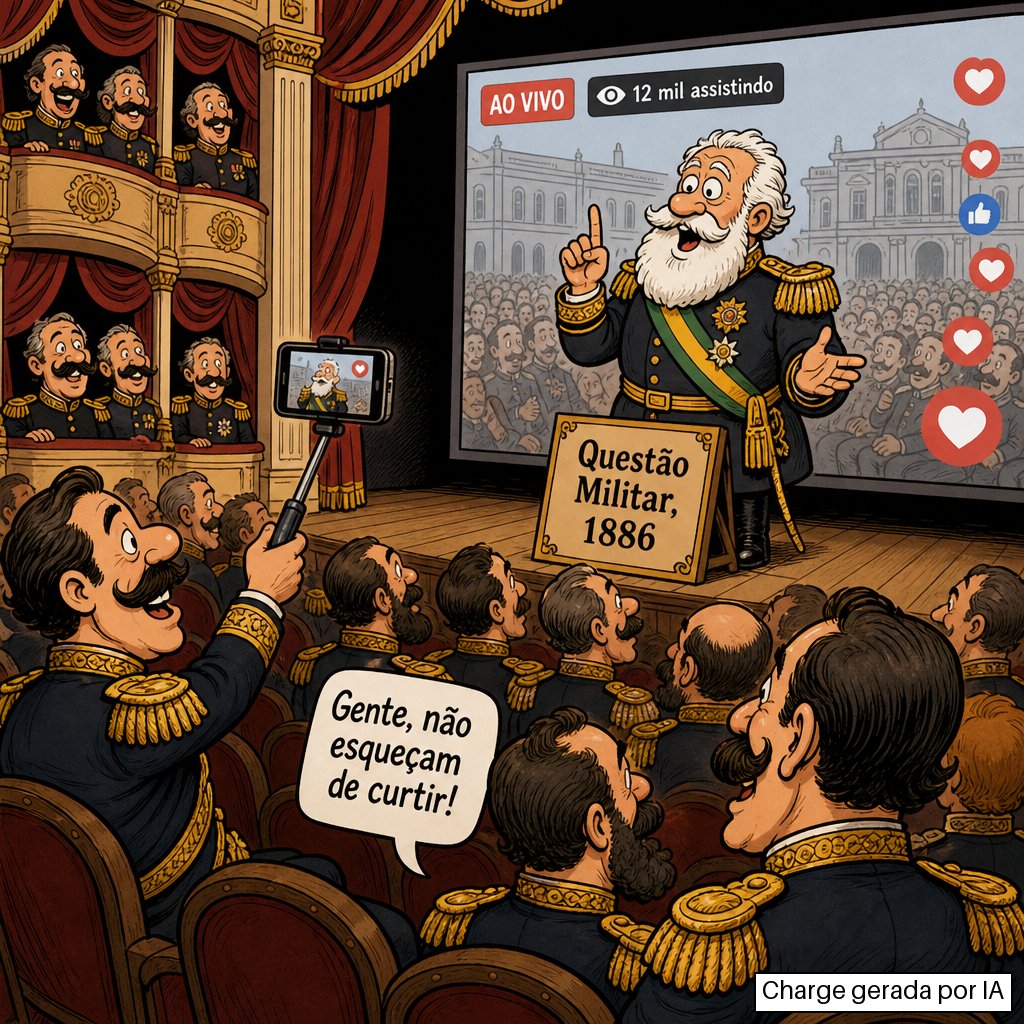 AO VIVO
12 mil assistindo
Questão
Militar,
1886
Gente, não
esqueçam
de curtir!
Charge gerada por IA